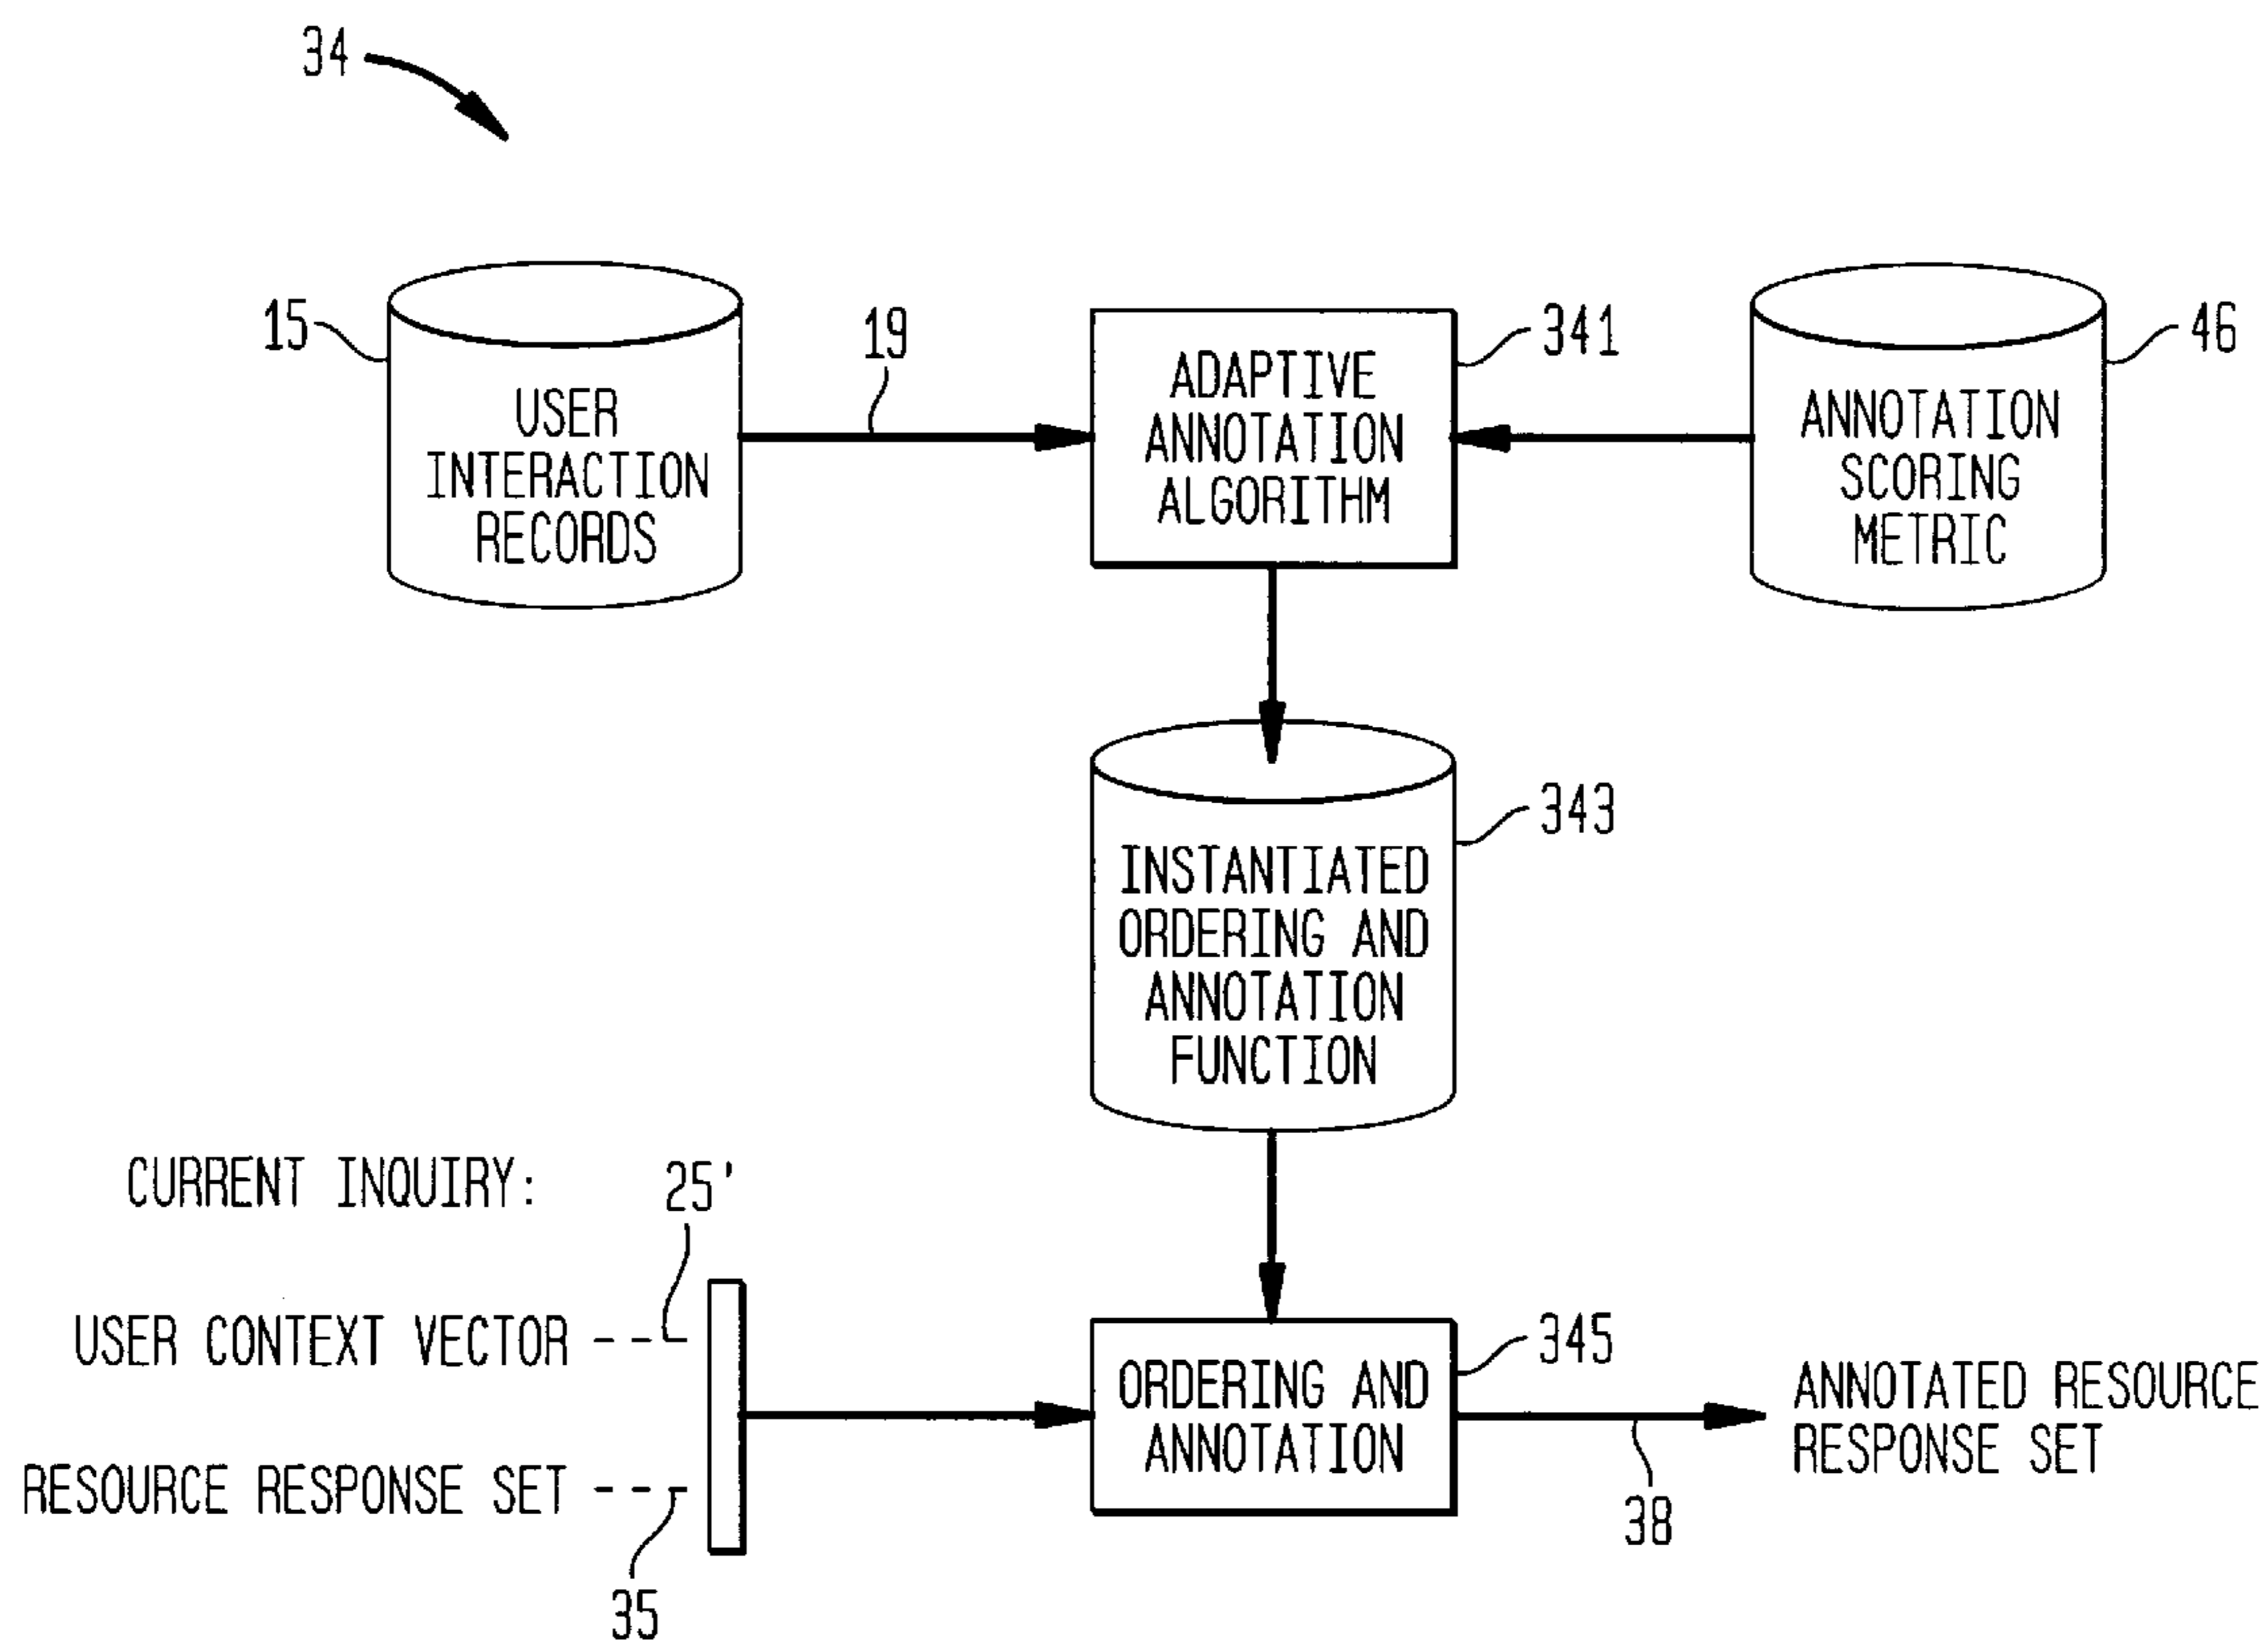 34
15
USER
INTERACTION
RECORDS
19
ADAPTIVE
ANNOTATION
ALGORITHM
341
ANNOTATION
SCORING
METRIC
46
INSTANTIATED
ORDERING AND
ANNOTATION
FUNCTION
343
CURRENT INQUIRY:
25'
USER CONTEXT VECTOR
RESOURCE RESPONSE SET
35
ORDERING AND
ANNOTATION
345
38
ANNOTATED RESOURCE
RESPONSE SET